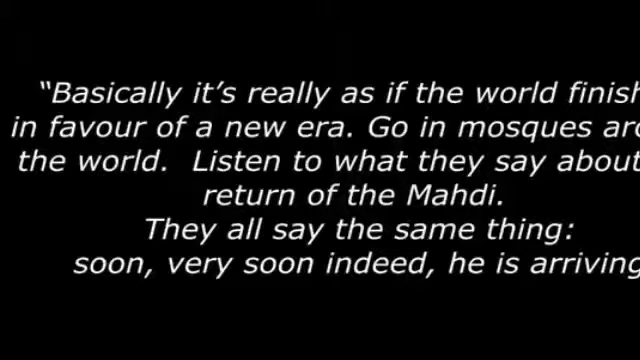 “Basically it’s really as if the world finish
in favour of a new era. Go in mosques aro
the world. Listen to what they say about
return of the Mahdi.
They all say the same thing:
soon, very soon indeed, he is arriving